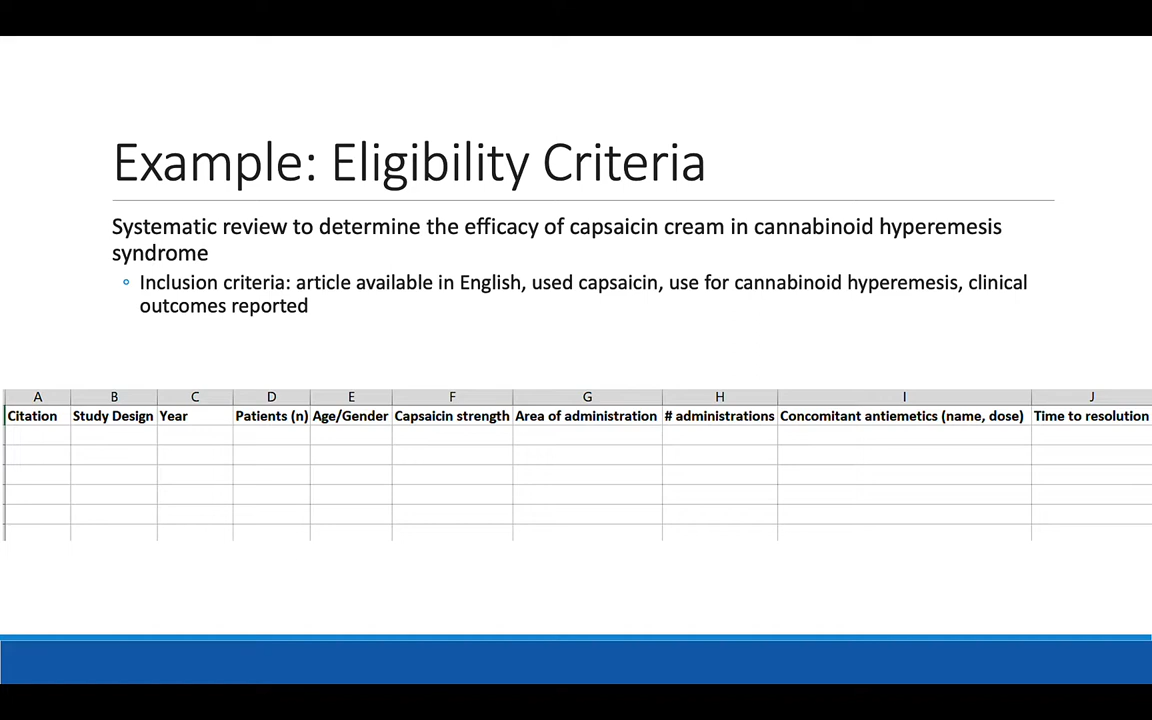 Example: Eligibility Criteria
Systematic review to determine the efficacy of capsaicin cream in cannabinoid hyperemesis
syndrome
Inclusion criteria: article available in English, used capsaicin, use for cannabinoid hyperemesis, clinical
outcomes reported
A B C D E F G H I J
Citation Study Design Year Patients (n) Age/Gender Capsaicin strength Area of administration # administrations Concomitant antiemetics (name, dose) Time to resolution